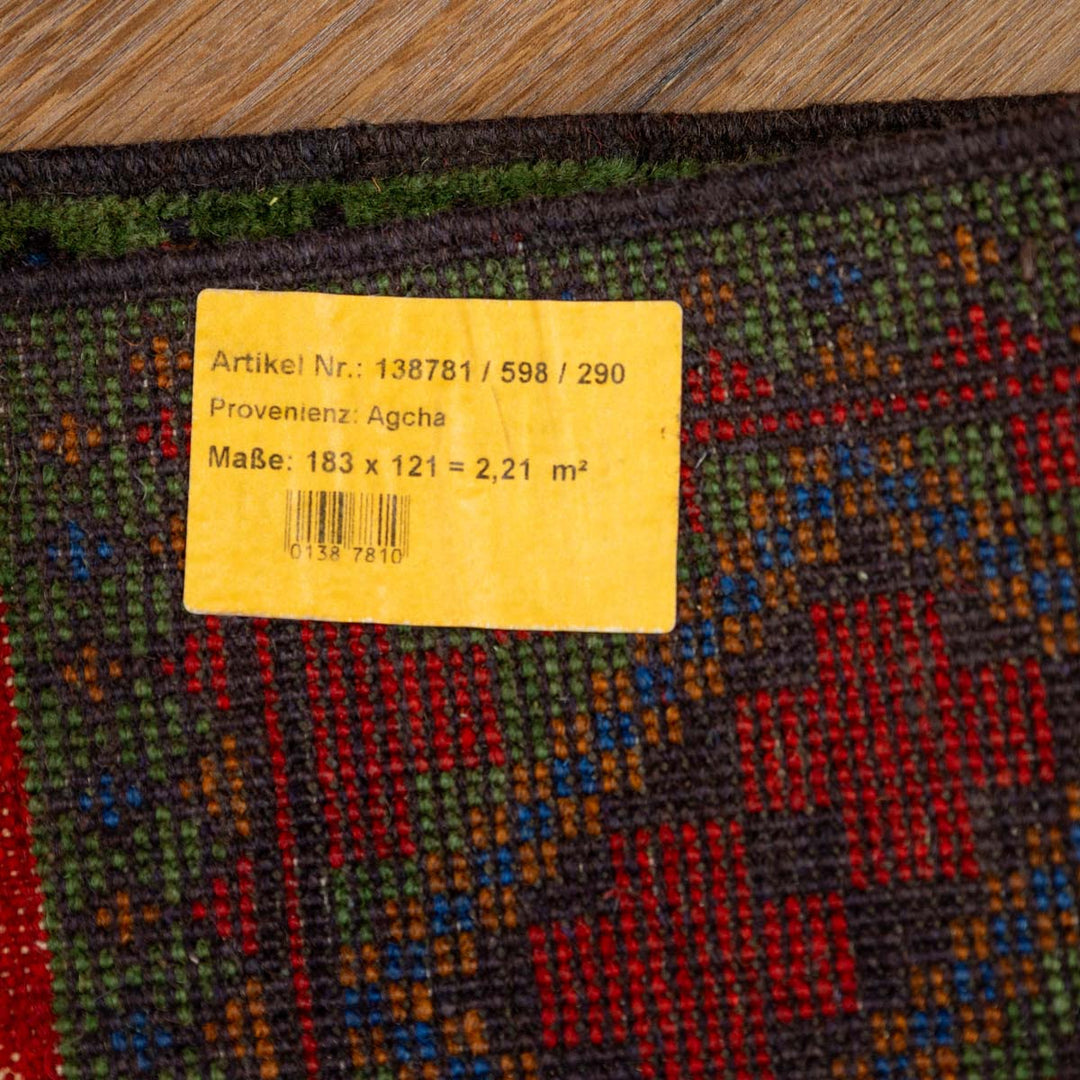 Artikel Nr.: 138781 / 598 / 290
Provenienz: Agcha
Maße: 183 x 121 = 2,21 m²
0138 7810